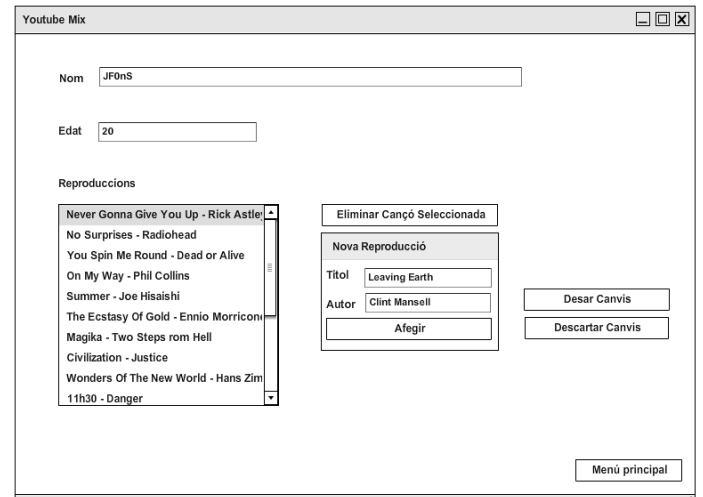 Youtube Mix
Nom
JF0nS
Edat
20
Reproduccions
Never Gonna Give You Up - Rick Astley
No Surprises - Radiohead
You Spin Me Round - Dead or Alive
On My Way - Phil Collins
Summer - Joe Hisaishi
The Ecstasy Of Gold - Ennio Morricone
Magika - Two Steps rom Hell
Civilization - Justice
Wonders Of The New World - Hans Zim
11h30 - Danger
Eliminar Cançó Seleccionada
Nova Reproducció
Titol
Leaving Earth
Autor
Clint Mansell
Afegir
Desar Canvis
Descartar Canvis
Menú principal